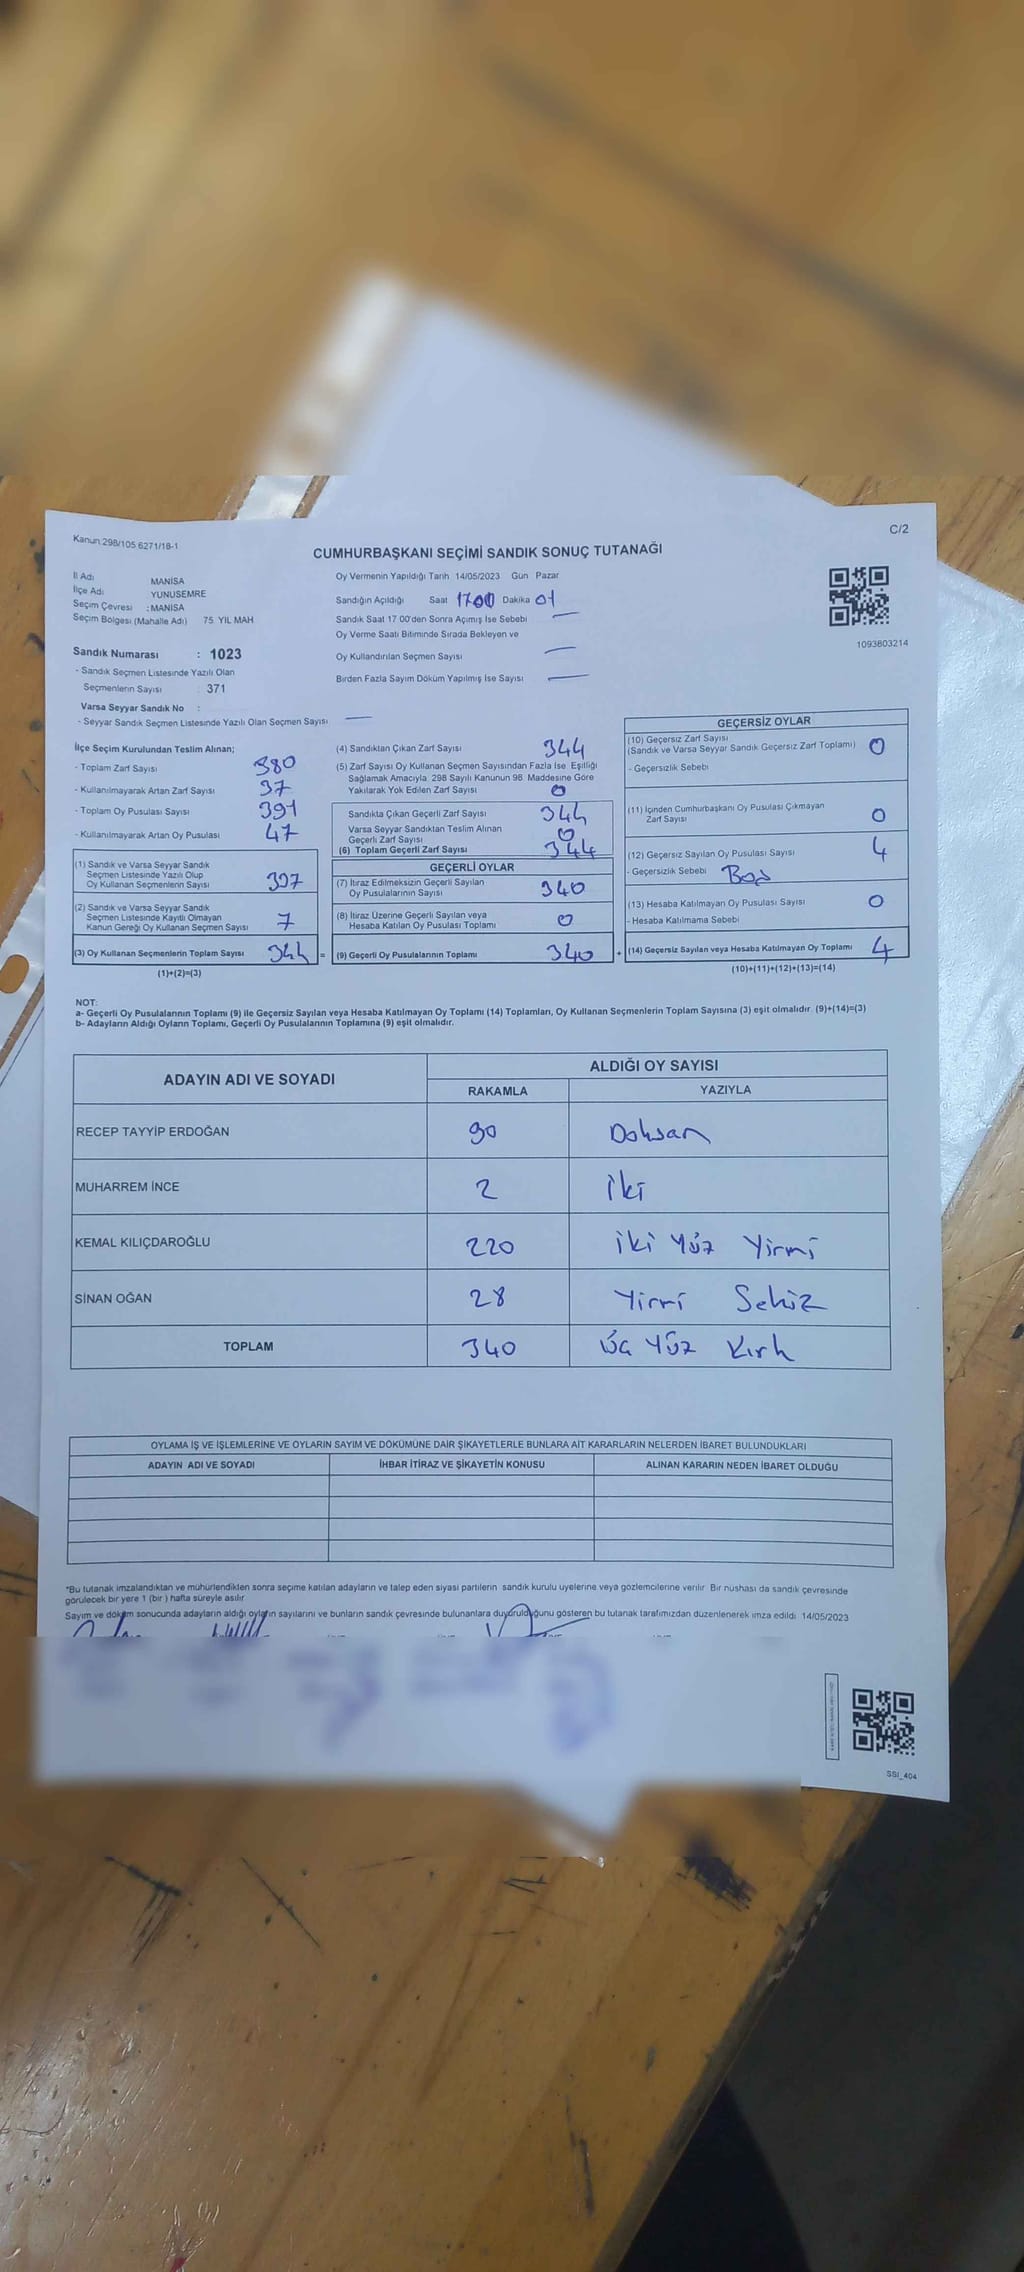 Kanun:298/105 6271/18-1
C/2
CUMHURBAŞKANI SEÇİMİ SANDIK SONUÇ TUTANAĞI
İl Adı MANİSA
İlçe Adı YUNUSEMRE
Seçim Çevresi : MANİSA
Seçim Bölgesi (Mahalle Adı) 75 YIL MAH
Sandık Numarası : 1023
- Sandık Seçmen Listesinde Yazılı Olan
Seçmenlerin Sayısı 371
Varsa Seyyar Sandık No :
- Seyyar Sandık Seçmen Listesinde Yazılı Olan Seçmen Sayısı —
Oy Vermenin Yapıldığı Tarih 14/05/2023 Gün Pazar
Sandığın Açıldığı Saat 17.00 Dakika 01
Sandık Saat 17 00'den Sonra Açımış İse Sebebi —
Oy Verme Saati Bitiminde Sırada Bekleyen ve
Oy Kullandırılan Seçmen Sayısı —
Birden Fazla Sayım Döküm Yapılmış İse Sayısı —
1093803214
İlçe Seçim Kurulundan Teslim Alınan;
- Toplam Zarf Sayısı 380
- Kullanılmayarak Artan Zarf Sayısı 37
- Toplam Oy Pusulası Sayısı 391
- Kullanılmayarak Artan Oy Pusulası 47
(1) Sandık ve Varsa Seyyar Sandık
Seçmen Listesinde Yazılı Olup
Oy Kullanan Seçmenlerin Sayısı
(2) Sandık ve Varsa Seyyar Sandık
Seçmen Listesinde Kayıtlı Olmayan
Kanun Gereği Oy Kullanan Seçmen Sayısı 7
(3) Oy Kullanan Seçmenlerin Toplam Sayısı 344 =
(1)+(2)=(3)
(4) Sandıktan Çıkan Zarf Sayısı 344
(5) Zarf Sayısı Oy Kullanan Seçmen Sayısından Fazla İse Eşitliği
Sağlamak Amacıyla 298 Sayılı Kanunun 98. Maddesine Göre
Yakılarak Yok Edilen Zarf Sayısı 0
Sandıkta Çıkan Geçerli Zarf Sayısı 344
Varsa Seyyar Sandıktan Teslim Alınan
Geçerli Zarf Sayısı 0
(6) Toplam Geçerli Zarf Sayısı 344
GEÇERLİ OYLAR
(7) İtiraz Edilmeksizin Geçerli Sayılan
Oy Pusulalarının Sayısı 340
(8) İtiraz Üzerine Geçerli Sayılan veya
Hesaba Katılan Oy Pusulası Toplamı 0
(9) Geçerli Oy Pusulalarının Toplamı 340 +
GEÇERSİZ OYLAR
(10) Geçersiz Zarf Sayısı
(Sandık ve Varsa Seyyar Sandık Geçersiz Zarf Toplamı) 0
- Geçersizlik Sebebi
(11) İçinden Cumhurbaşkanı Oy Pusulası Çıkmayan
Zarf Sayısı 0
(12) Geçersiz Sayılan Oy Pusulası Sayısı 4
- Geçersizlik Sebebi Boş
(13) Hesaba Katılmayan Oy Pusulası Sayısı 0
- Hesaba Katılmama Sebebi
(14) Geçersiz Sayılan veya Hesaba Katılmayan Oy Toplamı 4
(10)+(11)+(12)+(13)=(14)
NOT:
a- Geçerli Oy Pusulalarının Toplamı (9) ile Geçersiz Sayılan veya Hesaba Katılmayan Oy Toplamı (14) Toplamları, Oy Kullanan Seçmenlerin Toplam Sayısına (3) eşit olmalıdır (9)+(14)=(3)
b- Adayların Aldığı Oyların Toplamı, Geçerli Oy Pusulalarının Toplamına (9) eşit olmalıdır.
ADAYIN ADI VE SOYADI
ALDIĞI OY SAYISI
RAKAMLA YAZIYLA
RECEP TAYYİP ERDOĞAN 90 Doksan
MUHARREM İNCE 2 İki
KEMAL KILIÇDAROĞLU 220 İki Yüz Yirmi
SİNAN OĞAN 28 Yirmi Sekiz
TOPLAM 340 Üç Yüz Kırk
OYLAMA İŞ VE İŞLEMLERİNE VE OYLARIN SAYIM VE DÖKÜMÜNE DAİR ŞİKAYETLERLE BUNLARA AİT KARARLARIN NELERDEN İBARET BULUNDUKLARI
ADAYIN ADI VE SOYADI İHBAR İTİRAZ VE ŞİKAYETİN KONUSU ALINAN KARARIN NEDEN İBARET OLDUĞU
*Bu tutanak imzalandıktan ve mühürlendikten sonra seçime katılan adayların ve talep eden siyasi partilerin sandık kurulu üyelerine veya gözlemcilerine verilir Bir nüshası da sandık çevresinde
görülecek bir yere 1 (bir ) hafta süreyle asılır
Sayım ve döküm sonucunda adayların aldığı oyların sayılarını ve bunların sandık çevresinde bulunanlara duyurulduğunu gösteren bu tutanak tarafımızdan düzenlenerek imza edildi 14/05/2023
SSI_404